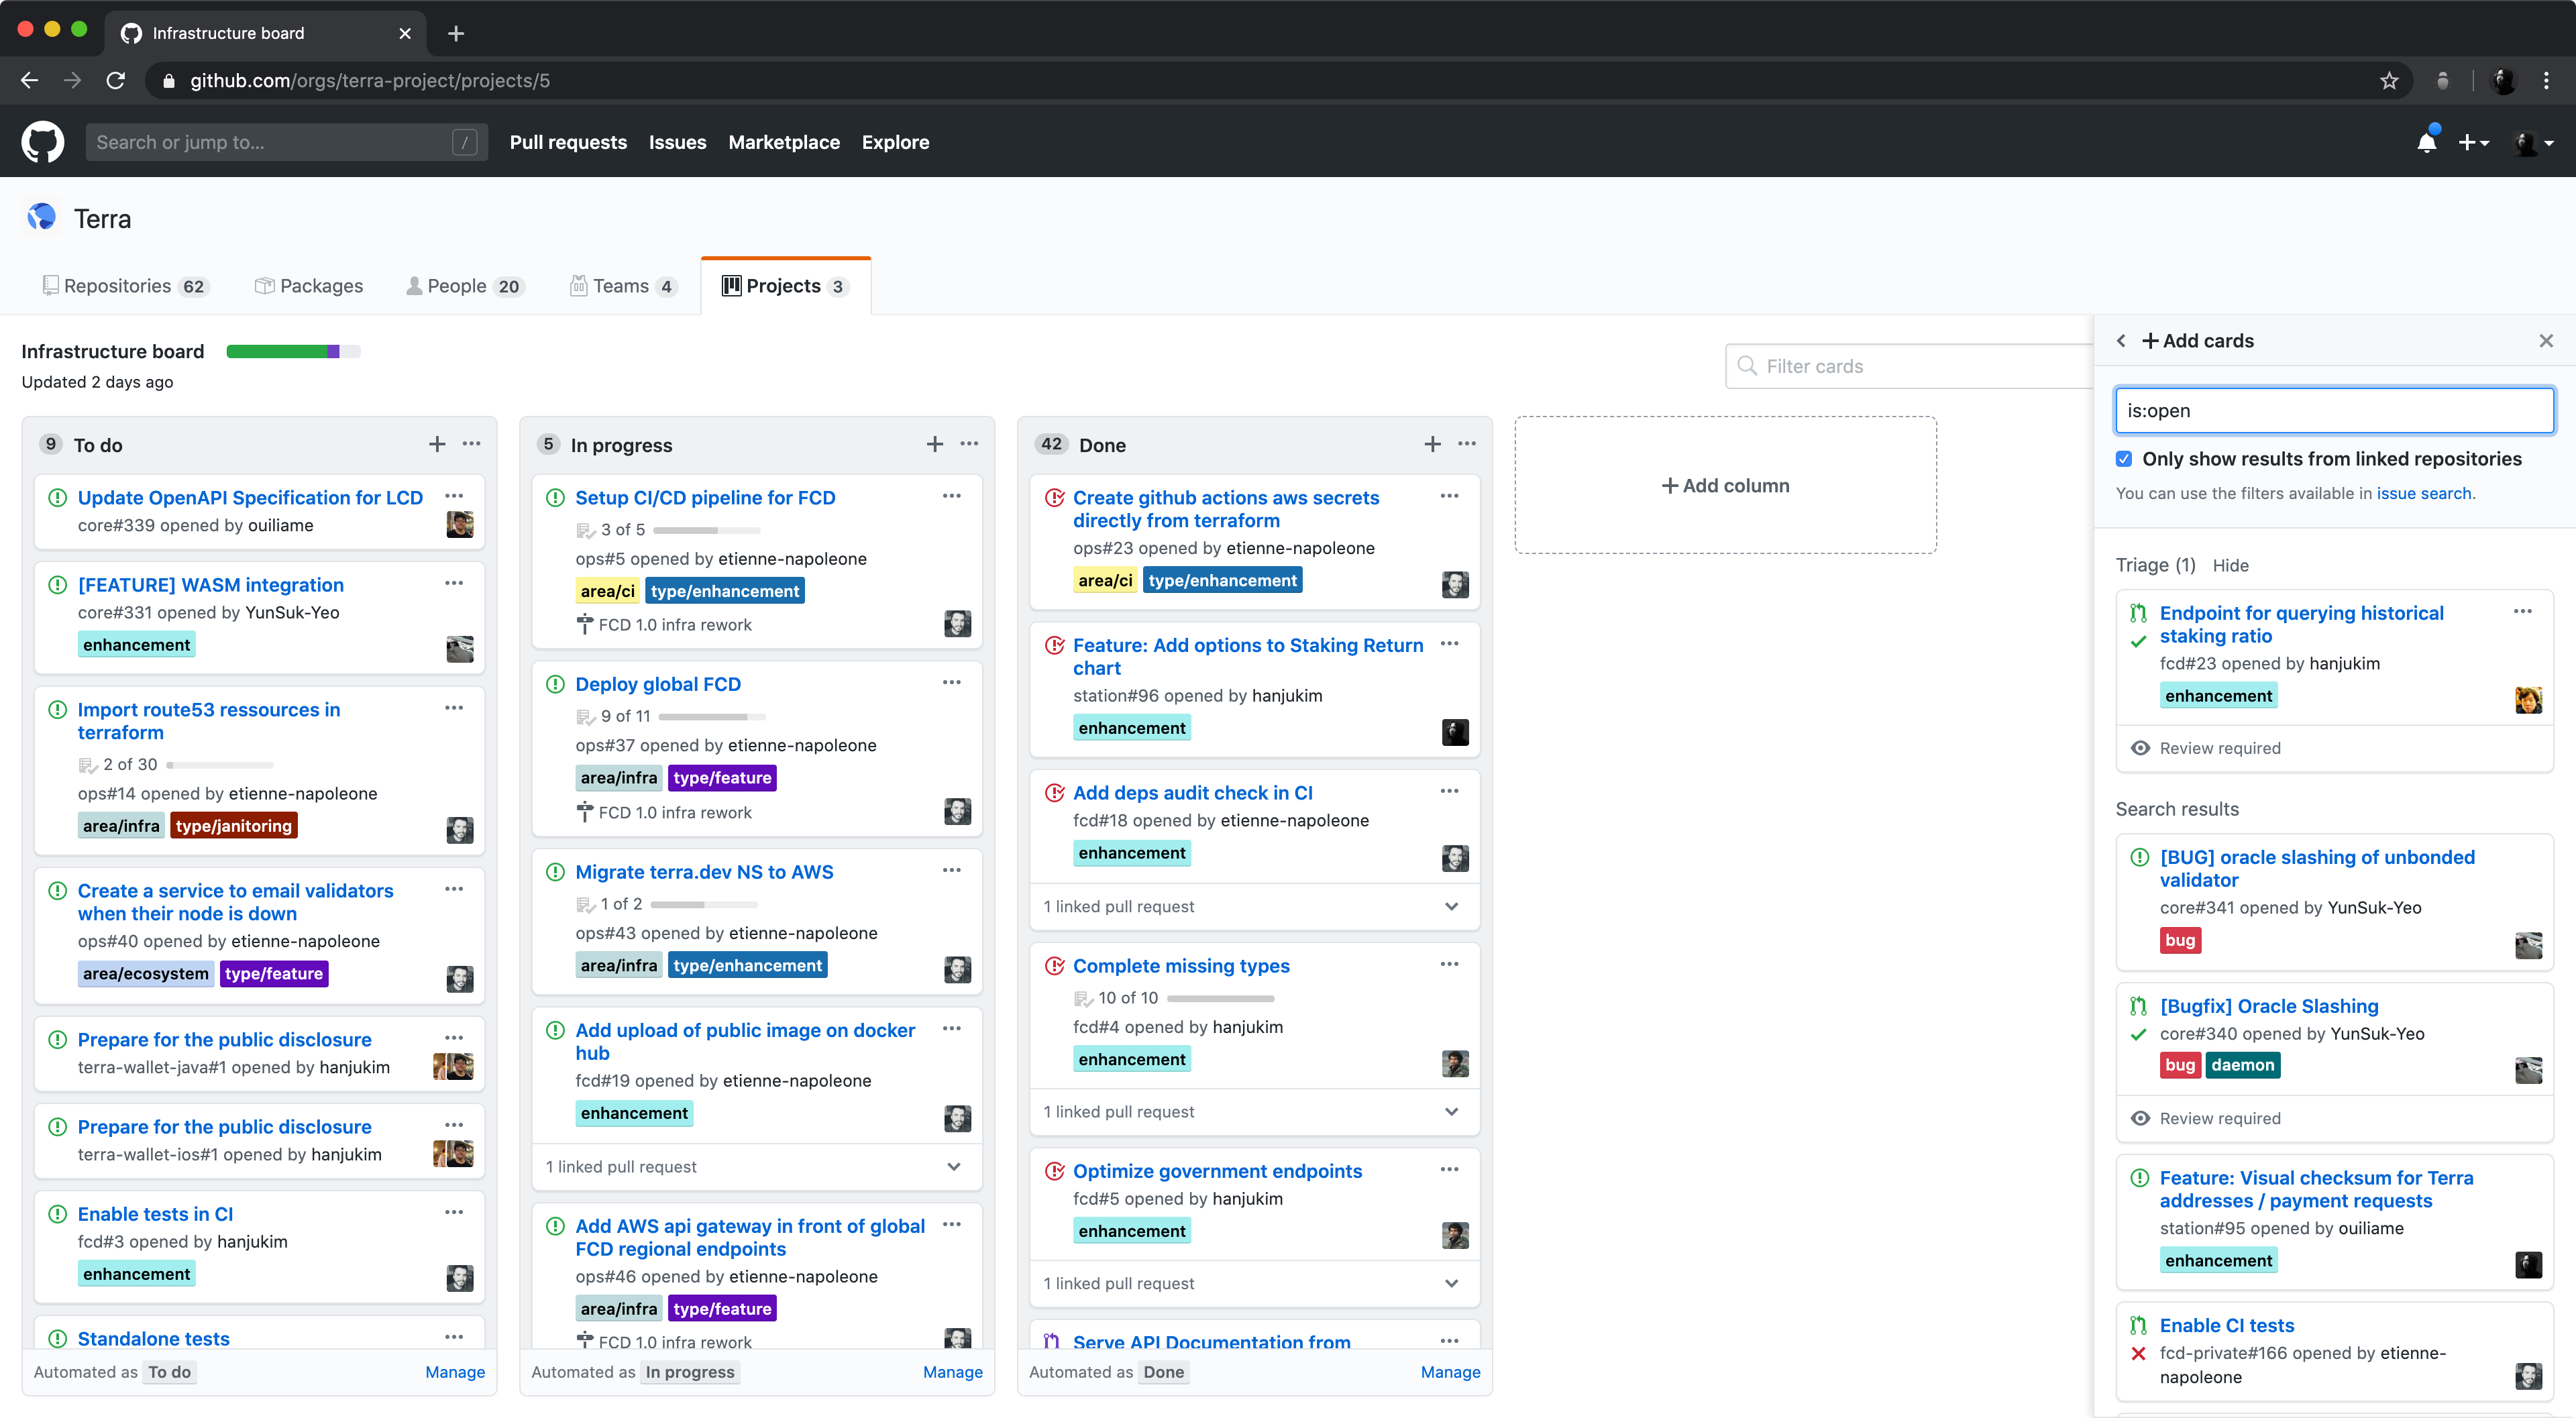 Infrastructure board
github.com/orgs/terra-project/projects/5
Search or jump to...
/
Pull requests
Issues
Marketplace
Explore
Terra
Repositories 62
Packages
People 20
Teams 4
Projects 3
Infrastructure board
Updated 2 days ago
Filter cards
9 To do
Update OpenAPI Specification for LCD
core#339 opened by ouiliame
[FEATURE] WASM integration
core#331 opened by YunSuk-Yeo
enhancement
Import route53 ressources in
terraform
2 of 30
ops#14 opened by etienne-napoleone
area/infra type/janitoring
Create a service to email validators
when their node is down
ops#40 opened by etienne-napoleone
area/ecosystem type/feature
Prepare for the public disclosure
terra-wallet-java#1 opened by hanjukim
Prepare for the public disclosure
terra-wallet-ios#1 opened by hanjukim
Enable tests in CI
fcd#3 opened by hanjukim
enhancement
Standalone tests
Automated as To do
Manage
5 In progress
Setup CI/CD pipeline for FCD
3 of 5
ops#5 opened by etienne-napoleone
area/ci type/enhancement
FCD 1.0 infra rework
Deploy global FCD
9 of 11
ops#37 opened by etienne-napoleone
area/infra type/feature
FCD 1.0 infra rework
Migrate terra.dev NS to AWS
1 of 2
ops#43 opened by etienne-napoleone
area/infra type/enhancement
Add upload of public image on docker
hub
fcd#19 opened by etienne-napoleone
enhancement
1 linked pull request
Add AWS api gateway in front of global
FCD regional endpoints
ops#46 opened by etienne-napoleone
area/infra type/feature
FCD 1.0 infra rework
Automated as In progress
Manage
42 Done
Create github actions aws secrets
directly from terraform
ops#23 opened by etienne-napoleone
area/ci type/enhancement
Feature: Add options to Staking Return
chart
station#96 opened by hanjukim
enhancement
Add deps audit check in CI
fcd#18 opened by etienne-napoleone
enhancement
1 linked pull request
Complete missing types
10 of 10
fcd#4 opened by hanjukim
enhancement
1 linked pull request
Optimize government endpoints
fcd#5 opened by hanjukim
enhancement
1 linked pull request
Serve API Documentation from
Automated as Done
Manage
Add column
Add cards
is:open
Only show results from linked repositories
You can use the filters available in issue search.
Triage (1) Hide
Endpoint for querying historical
staking ratio
fcd#23 opened by hanjukim
enhancement
Review required
Search results
[BUG] oracle slashing of unbonded
validator
core#341 opened by YunSuk-Yeo
bug
[Bugfix] Oracle Slashing
core#340 opened by YunSuk-Yeo
bug daemon
Review required
Feature: Visual checksum for Terra
addresses / payment requests
station#95 opened by ouiliame
enhancement
Enable CI tests
fcd-private#166 opened by etienne-
napoleone